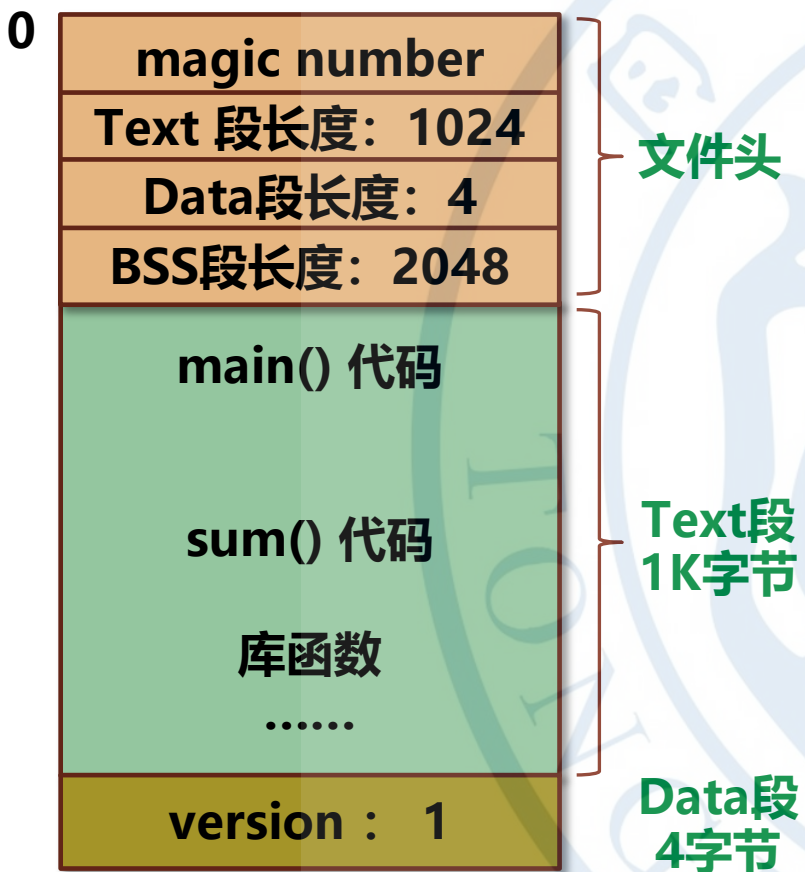 0
magic number
Text 段长度：1024
Data段长度：4
BSS段长度：2048
文件头
main() 代码
sum() 代码
库函数
……
Text段
1K字节
version： 1
Data段
4字节
TONG